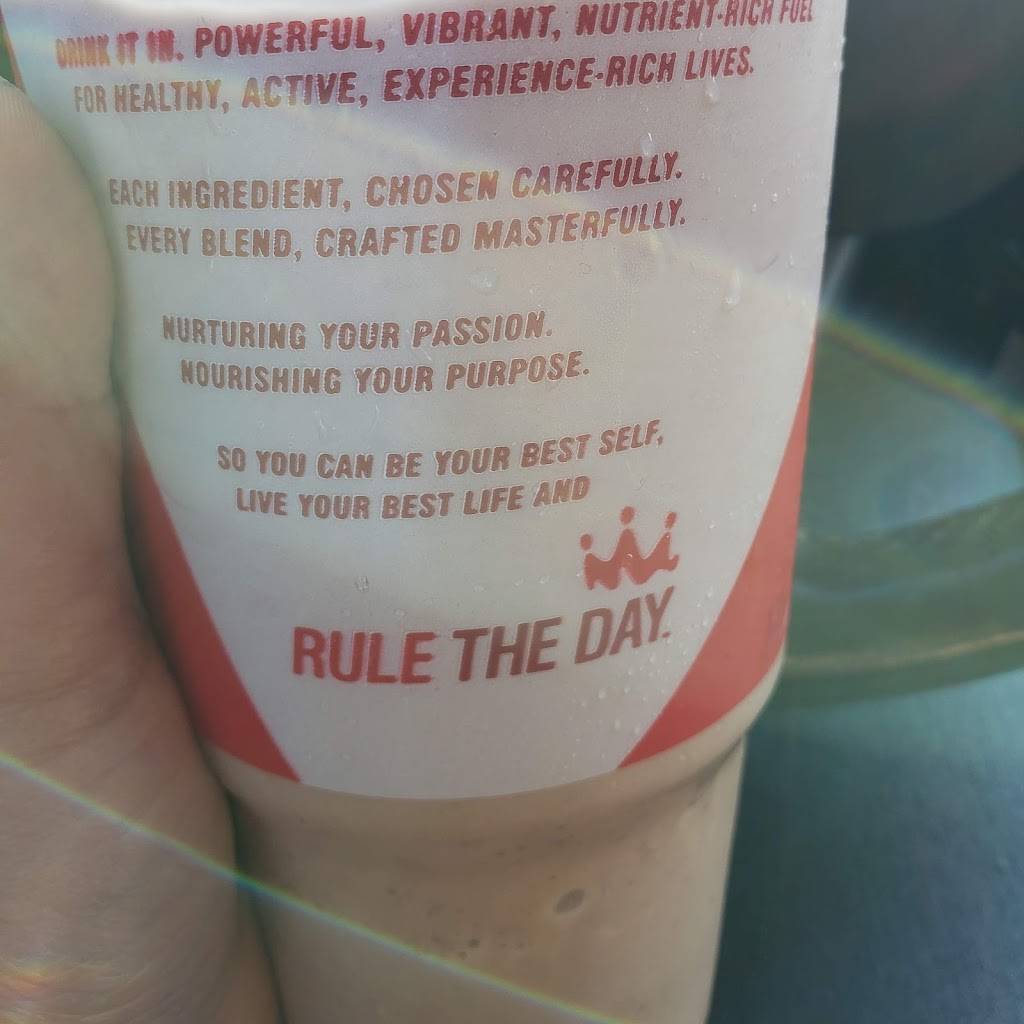 DRINK IT IN. POWERFUL, VIBRANT, NUTRIENT-RICH FUEL
FOR HEALTHY, ACTIVE, EXPERIENCE-RICH LIVES.
EACH INGREDIENT, CHOSEN CAREFULLY.
EVERY BLEND, CRAFTED MASTERFULLY.
NURTURING YOUR PASSION.
NOURISHING YOUR PURPOSE.
SO YOU CAN BE YOUR BEST SELF,
LIVE YOUR BEST LIFE AND
RULE THE DAY.